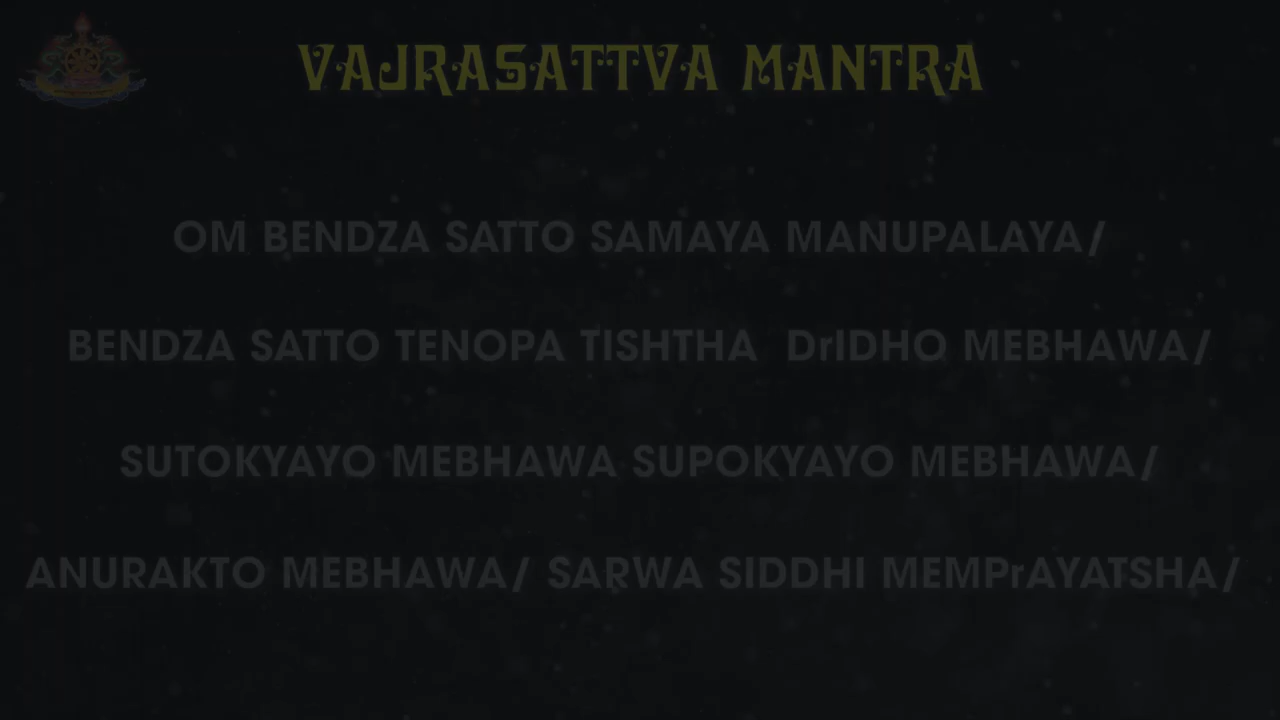 VAJRASATTVA MANTRA
OM BENDZA SATTO SAMAYA MANUPALAYA/
BENDZA SATTO TENOPA TISHTHA DrIDHO MEBHAWA/
SUTOKYAYO MEBHAWA SUPOKYAYO MEBHAWA/
ANURAKTO MEBHAWA/ SARWA SIDDHI MEMPrAYATSHA/